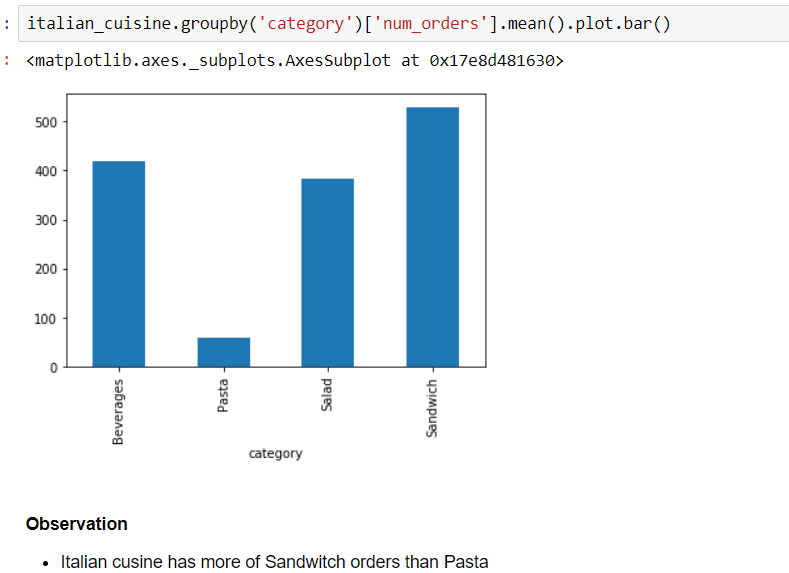 : italian_cuisine.groupby('category')['num_orders'].mean().plot.bar()
: <matplotlib.axes._subplots.AxesSubplot at 0x17e8d481630>
500
400
300
200
100
0
Beverages
Pasta
Salad
Sandwich
category
Observation
• Italian cusine has more of Sandwitch orders than Pasta